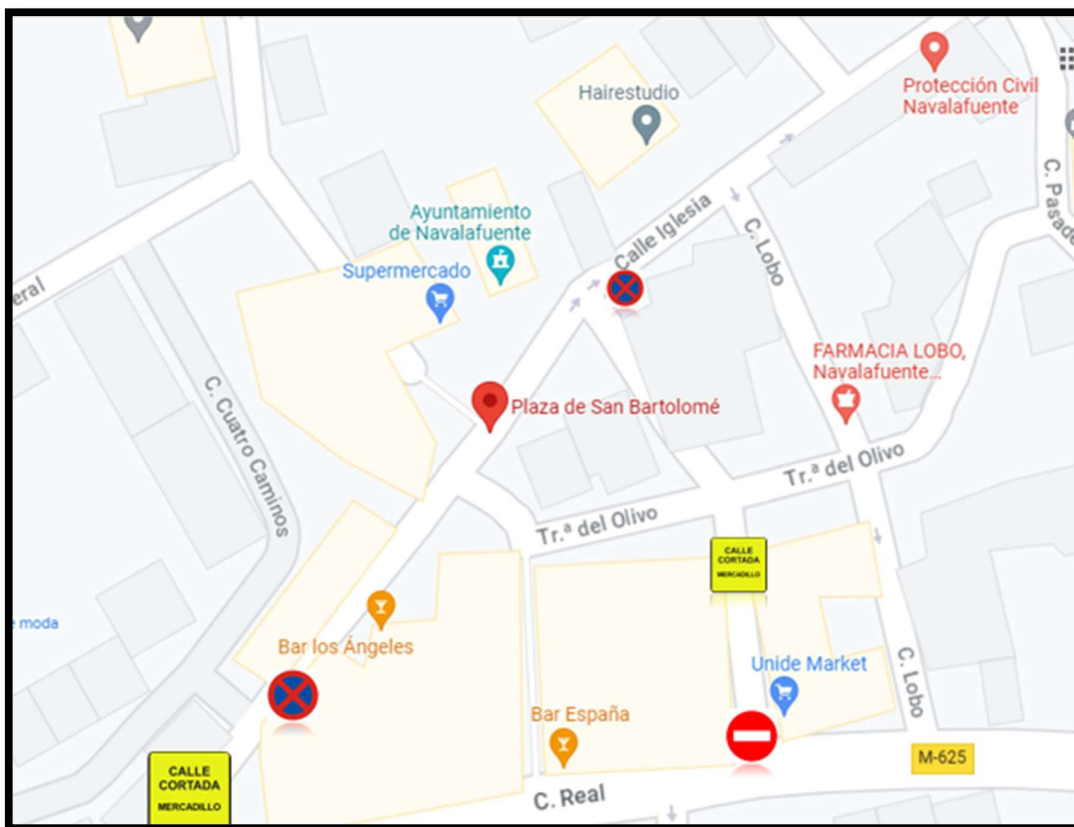 Hairestudio
Protección Civil
Navalafuente
C. Pasade
Ayuntamiento
de Navalafuente
Calle Iglesia
C. Lobo
Supermercado
eral
FARMACIA LOBO,
Navalafuente...
C. Cuatro Caminos
Plaza de San Bartolomé
Tr.ª del Olivo
Tr.ª del Olivo
CALLE
CORTADA
MERCADILLO
e moda
Bar los Ángeles
Unide Market
C. Lobo
Bar España
M-625
CALLE
CORTADA
MERCADILLO
C. Real